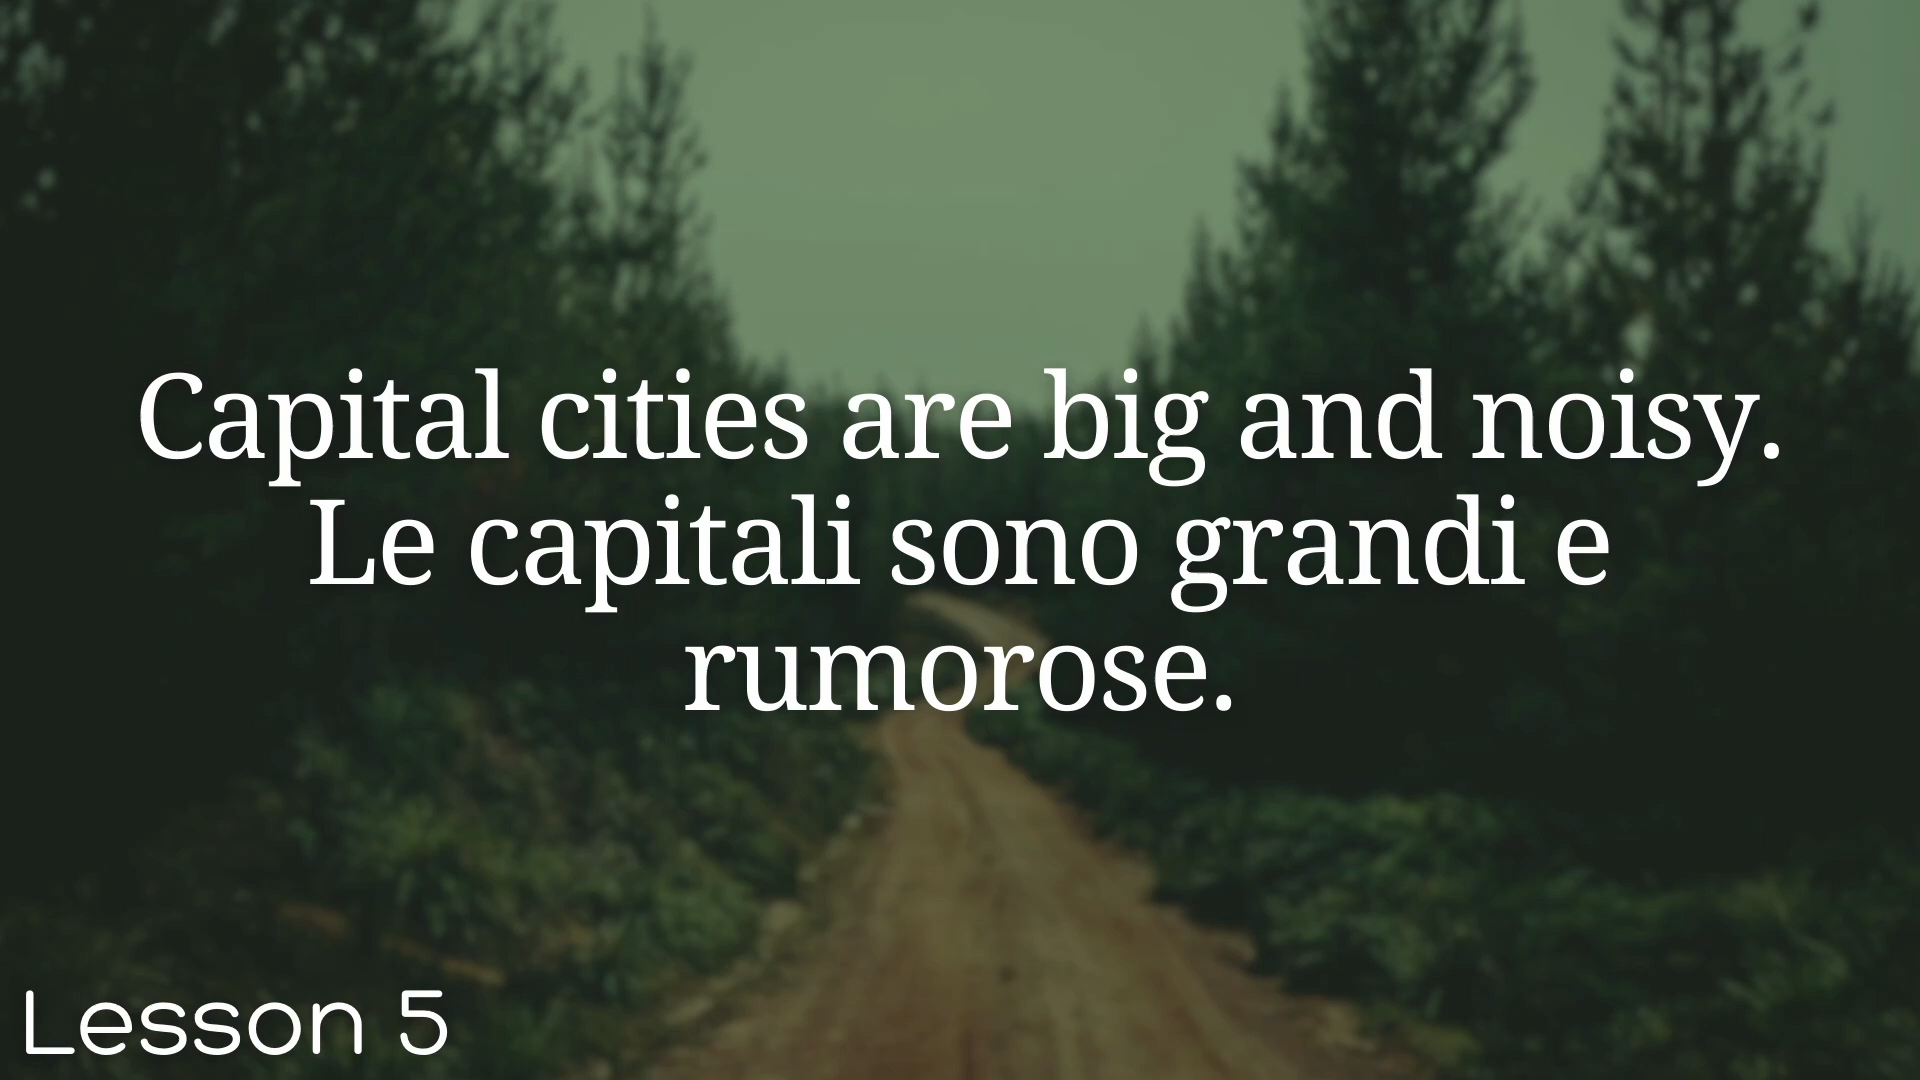 Capital cities are big and noisy.
Le capitali sono grandi e
rumorose.
Lesson 5